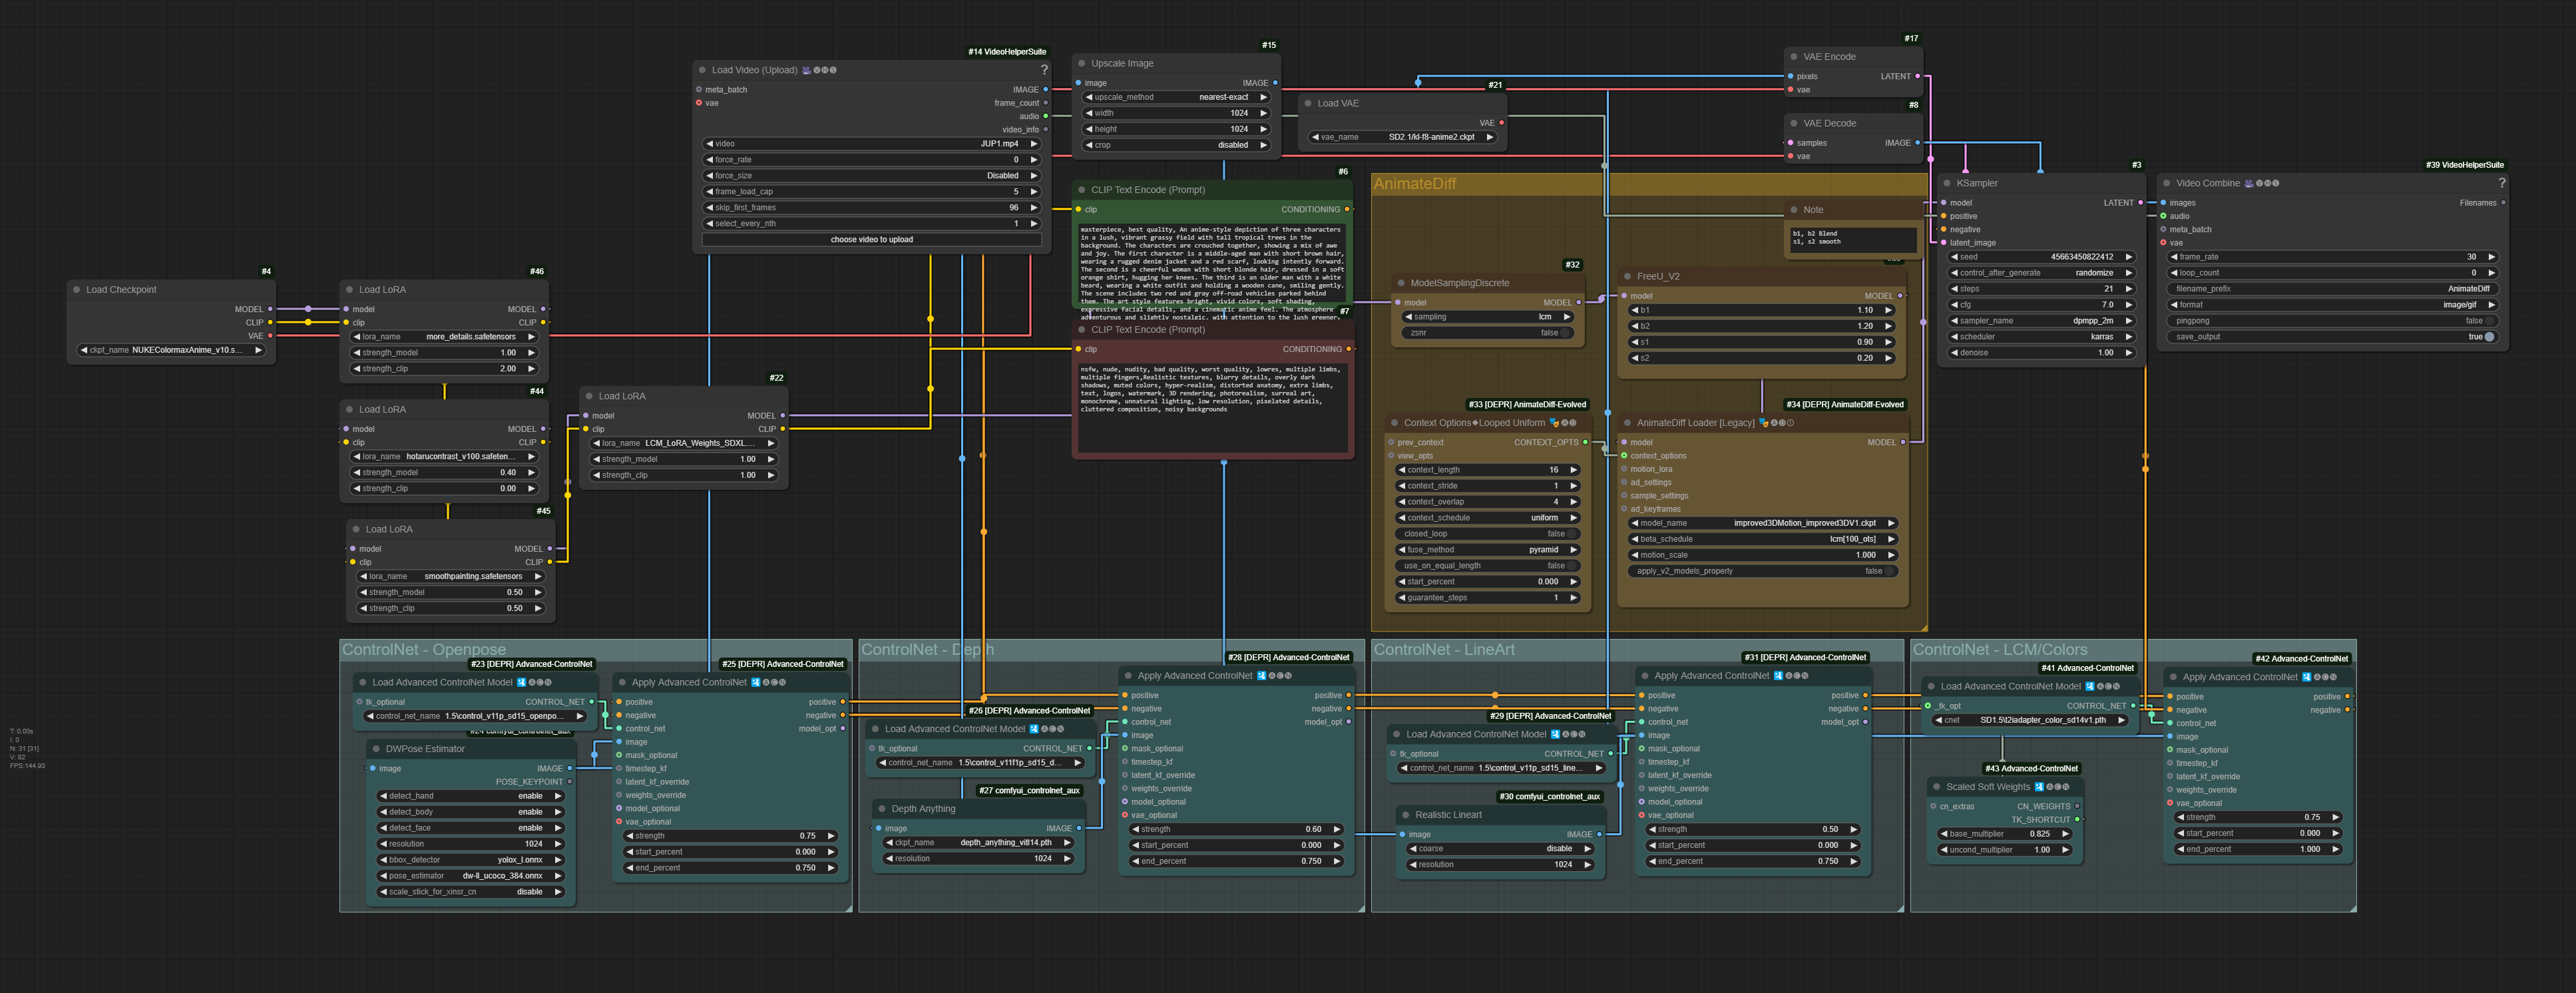 #14 VideoHelperSuite
Load Video (Upload)
?
meta_batch IMAGE
vae frame_count
audio
video_info
video JUP1.mp4
force_rate 0
force_size Disabled
frame_load_cap 5
skip_first_frames 96
select_every_nth 1
choose video to upload
#15
Upscale Image
image IMAGE
upscale_method nearest-exact
width 1024
height 1024
crop disabled
#21
Load VAE
VAE
vae_name SD2.1/kl-f8-anime2.ckpt
#17
VAE Encode
pixels LATENT
vae
#8
VAE Decode
samples IMAGE
vae
#6
CLIP Text Encode (Prompt)
clip CONDITIONING
masterpiece, best quality, An anime-style depiction of three characters
in a lush, vibrant grassy field with tall tropical trees in the
background. The characters are crouched together, showing a mix of awe
and joy. The first character is a middle-aged man with short brown hair,
wearing a rugged denim jacket and a red scarf, looking intently forward.
The second is a cheerful woman with short blonde hair, dressed in a soft
orange shirt, hugging her knees. The third is an older man with a white
beard, wearing a white outfit and holding a wooden cane, smiling gently.
The scene includes two red and gray off-road vehicles parked behind
them. The art style features bright, vivid colors, soft shading,
expressive facial details, and a cinematic anime feel. The atmosphere
adventurous and slightly nostalgic, with attention to the lush greener
#7
CLIP Text Encode (Prompt)
clip CONDITIONING
nsfw, nude, nudity, bad quality, worst quality, lowres, multiple limbs,
multiple fingers,Realistic textures, blurry details, overly dark
shadows, muted colors, hyper-realism, distorted anatomy, extra limbs,
text, logos, watermark, 3D rendering, photorealism, surreal art,
monochrome, unnatural lighting, low resolution, pixelated details,
cluttered composition, noisy backgrounds
#4
Load Checkpoint
MODEL
CLIP
VAE
ckpt_name NUKEColormaxAnime_v10.s...
#46
Load LoRA
model MODEL
clip CLIP
lora_name more_details.safetensors
strength_model 1.00
strength_clip 2.00
#44
Load LoRA
model MODEL
clip CLIP
lora_name hotarucontrast_v100.safeten...
strength_model 0.40
strength_clip 0.00
#45
Load LoRA
model MODEL
clip CLIP
lora_name smoothpainting.safetensors
strength_model 0.50
strength_clip 0.50
#22
Load LoRA
model MODEL
clip CLIP
lora_name LCM_LoRA_Weights_SDXL....
strength_model 1.00
strength_clip 1.00
AnimateDiff
Note
b1, b2 Blend
s1, s2 smooth
#32
ModelSamplingDiscrete
model MODEL
sampling lcm
zsnr false
FreeU_V2
model MODEL
b1 1.10
b2 1.20
s1 0.90
s2 0.20
#33 [DEPR] AnimateDiff-Evolved
Context Options◆Looped Uniform
prev_context CONTEXT_OPTS
view_opts
context_length 16
context_stride 1
context_overlap 4
context_schedule uniform
closed_loop false
fuse_method pyramid
use_on_equal_length false
start_percent 0.000
guarantee_steps 1
#34 [DEPR] AnimateDiff-Evolved
AnimateDiff Loader [Legacy]
model MODEL
context_options
motion_lora
ad_settings
sample_settings
ad_keyframes
model_name improved3DMotion_improved3DV1.ckpt
beta_schedule lcm[100_ots]
motion_scale 1.000
apply_v2_models_properly false
#3
KSampler
model LATENT
positive
negative
latent_image
seed 45663450822412
control_after_generate randomize
steps 21
cfg 7.0
sampler_name dpmpp_2m
scheduler karras
denoise 1.00
#39 VideoHelperSuite
Video Combine
?
images Filenames
audio
meta_batch
vae
frame_rate 30
loop_count 0
filename_prefix AnimateDiff
format image/gif
pingpong false
save_output true
ControlNet - Openpose
#23 [DEPR] Advanced-ControlNet
Load Advanced ControlNet Model
tk_optional CONTROL_NET
control_net_name 1.5\control_v11p_sd15_openpo...
#24 comfyui_controlnet_aux
DWPose Estimator
image IMAGE
POSE_KEYPOINT
detect_hand enable
detect_body enable
detect_face enable
resolution 1024
bbox_detector yolox_l.onnx
pose_estimator dw-ll_ucoco_384.onnx
scale_stick_for_xinsr_cn disable
#25 [DEPR] Advanced-ControlNet
Apply Advanced ControlNet
positive positive
negative negative
control_net model_opt
image
mask_optional
timestep_kf
latent_kf_override
weights_override
model_optional
vae_optional
strength 0.75
start_percent 0.000
end_percent 0.750
ControlNet - Depth
#26 [DEPR] Advanced-ControlNet
Load Advanced ControlNet Model
tk_optional CONTROL_NET
control_net_name 1.5\control_v11f1p_sd15_d...
#27 comfyui_controlnet_aux
Depth Anything
image IMAGE
ckpt_name depth_anything_vitl14.pth
resolution 1024
#28 [DEPR] Advanced-ControlNet
Apply Advanced ControlNet
positive positive
negative negative
control_net model_opt
image
mask_optional
timestep_kf
latent_kf_override
weights_override
model_optional
vae_optional
strength 0.60
start_percent 0.000
end_percent 0.750
ControlNet - LineArt
#29 [DEPR] Advanced-ControlNet
Load Advanced ControlNet Model
tk_optional CONTROL_NET
control_net_name 1.5\control_v11p_sd15_line...
#30 comfyui_controlnet_aux
Realistic Lineart
image IMAGE
coarse disable
resolution 1024
#31 [DEPR] Advanced-ControlNet
Apply Advanced ControlNet
positive positive
negative negative
control_net model_opt
image
mask_optional
timestep_kf
latent_kf_override
weights_override
model_optional
vae_optional
strength 0.50
start_percent 0.000
end_percent 0.750
ControlNet - LCM/Colors
#41 Advanced-ControlNet
Load Advanced ControlNet Model
_tk_opt CONTROL_NET
cnet SD1.5\t2iadapter_color_sd14v1.pth
#43 Advanced-ControlNet
Scaled Soft Weights
cn_extras CN_WEIGHTS
TK_SHORTCUT
base_multiplier 0.825
uncond_multiplier 1.00
#42 Advanced-ControlNet
Apply Advanced ControlNet
positive positive
negative negative
control_net
image
mask_optional
timestep_kf
latent_kf_override
weights_override
vae_optional
strength 0.75
start_percent 0.000
end_percent 1.000
T: 0.00s
I: 0
N: 31 [31]
V: 82
FPS:144.93